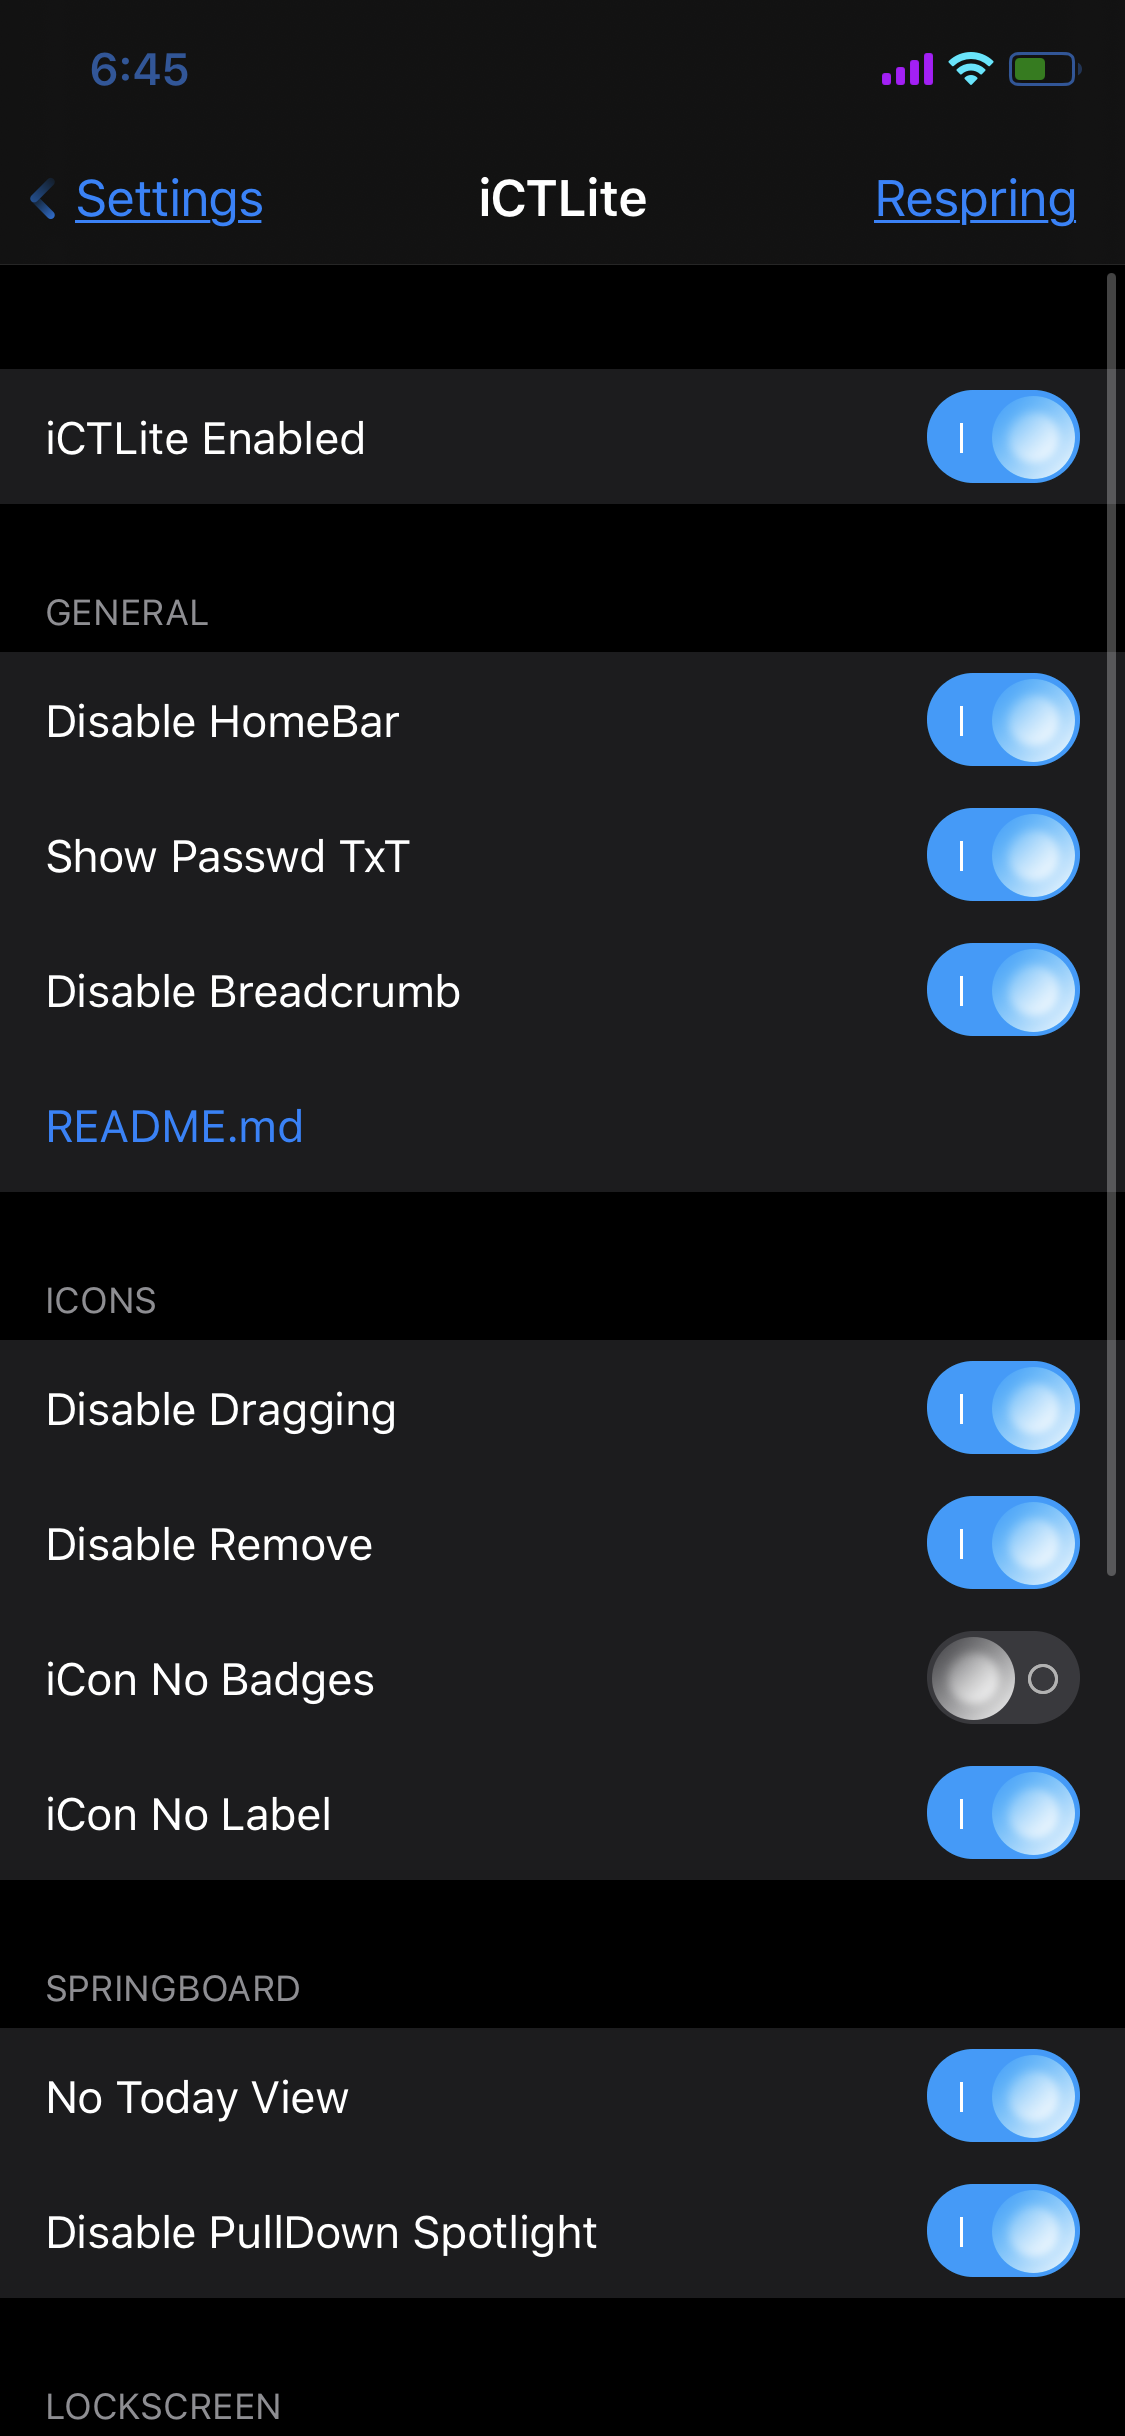 6:45
Settings
iCTLite
Respring
iCTLite Enabled
GENERAL
Disable HomeBar
Show Passwd TxT
Disable Breadcrumb
README.md
ICONS
Disable Dragging
Disable Remove
iCon No Badges
iCon No Label
SPRINGBOARD
No Today View
Disable PullDown Spotlight
LOCKSCREEN